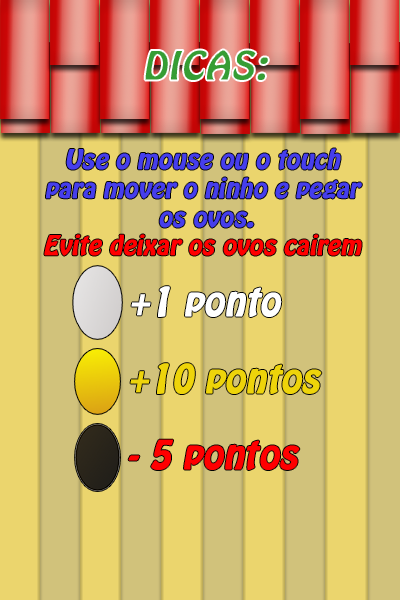 DICAS:
Use o mouse ou o touch
para mover o ninho e pegar
os ovos.
Evite deixar os ovos cairem
+1 ponto
+10 pontos
- 5 pontos